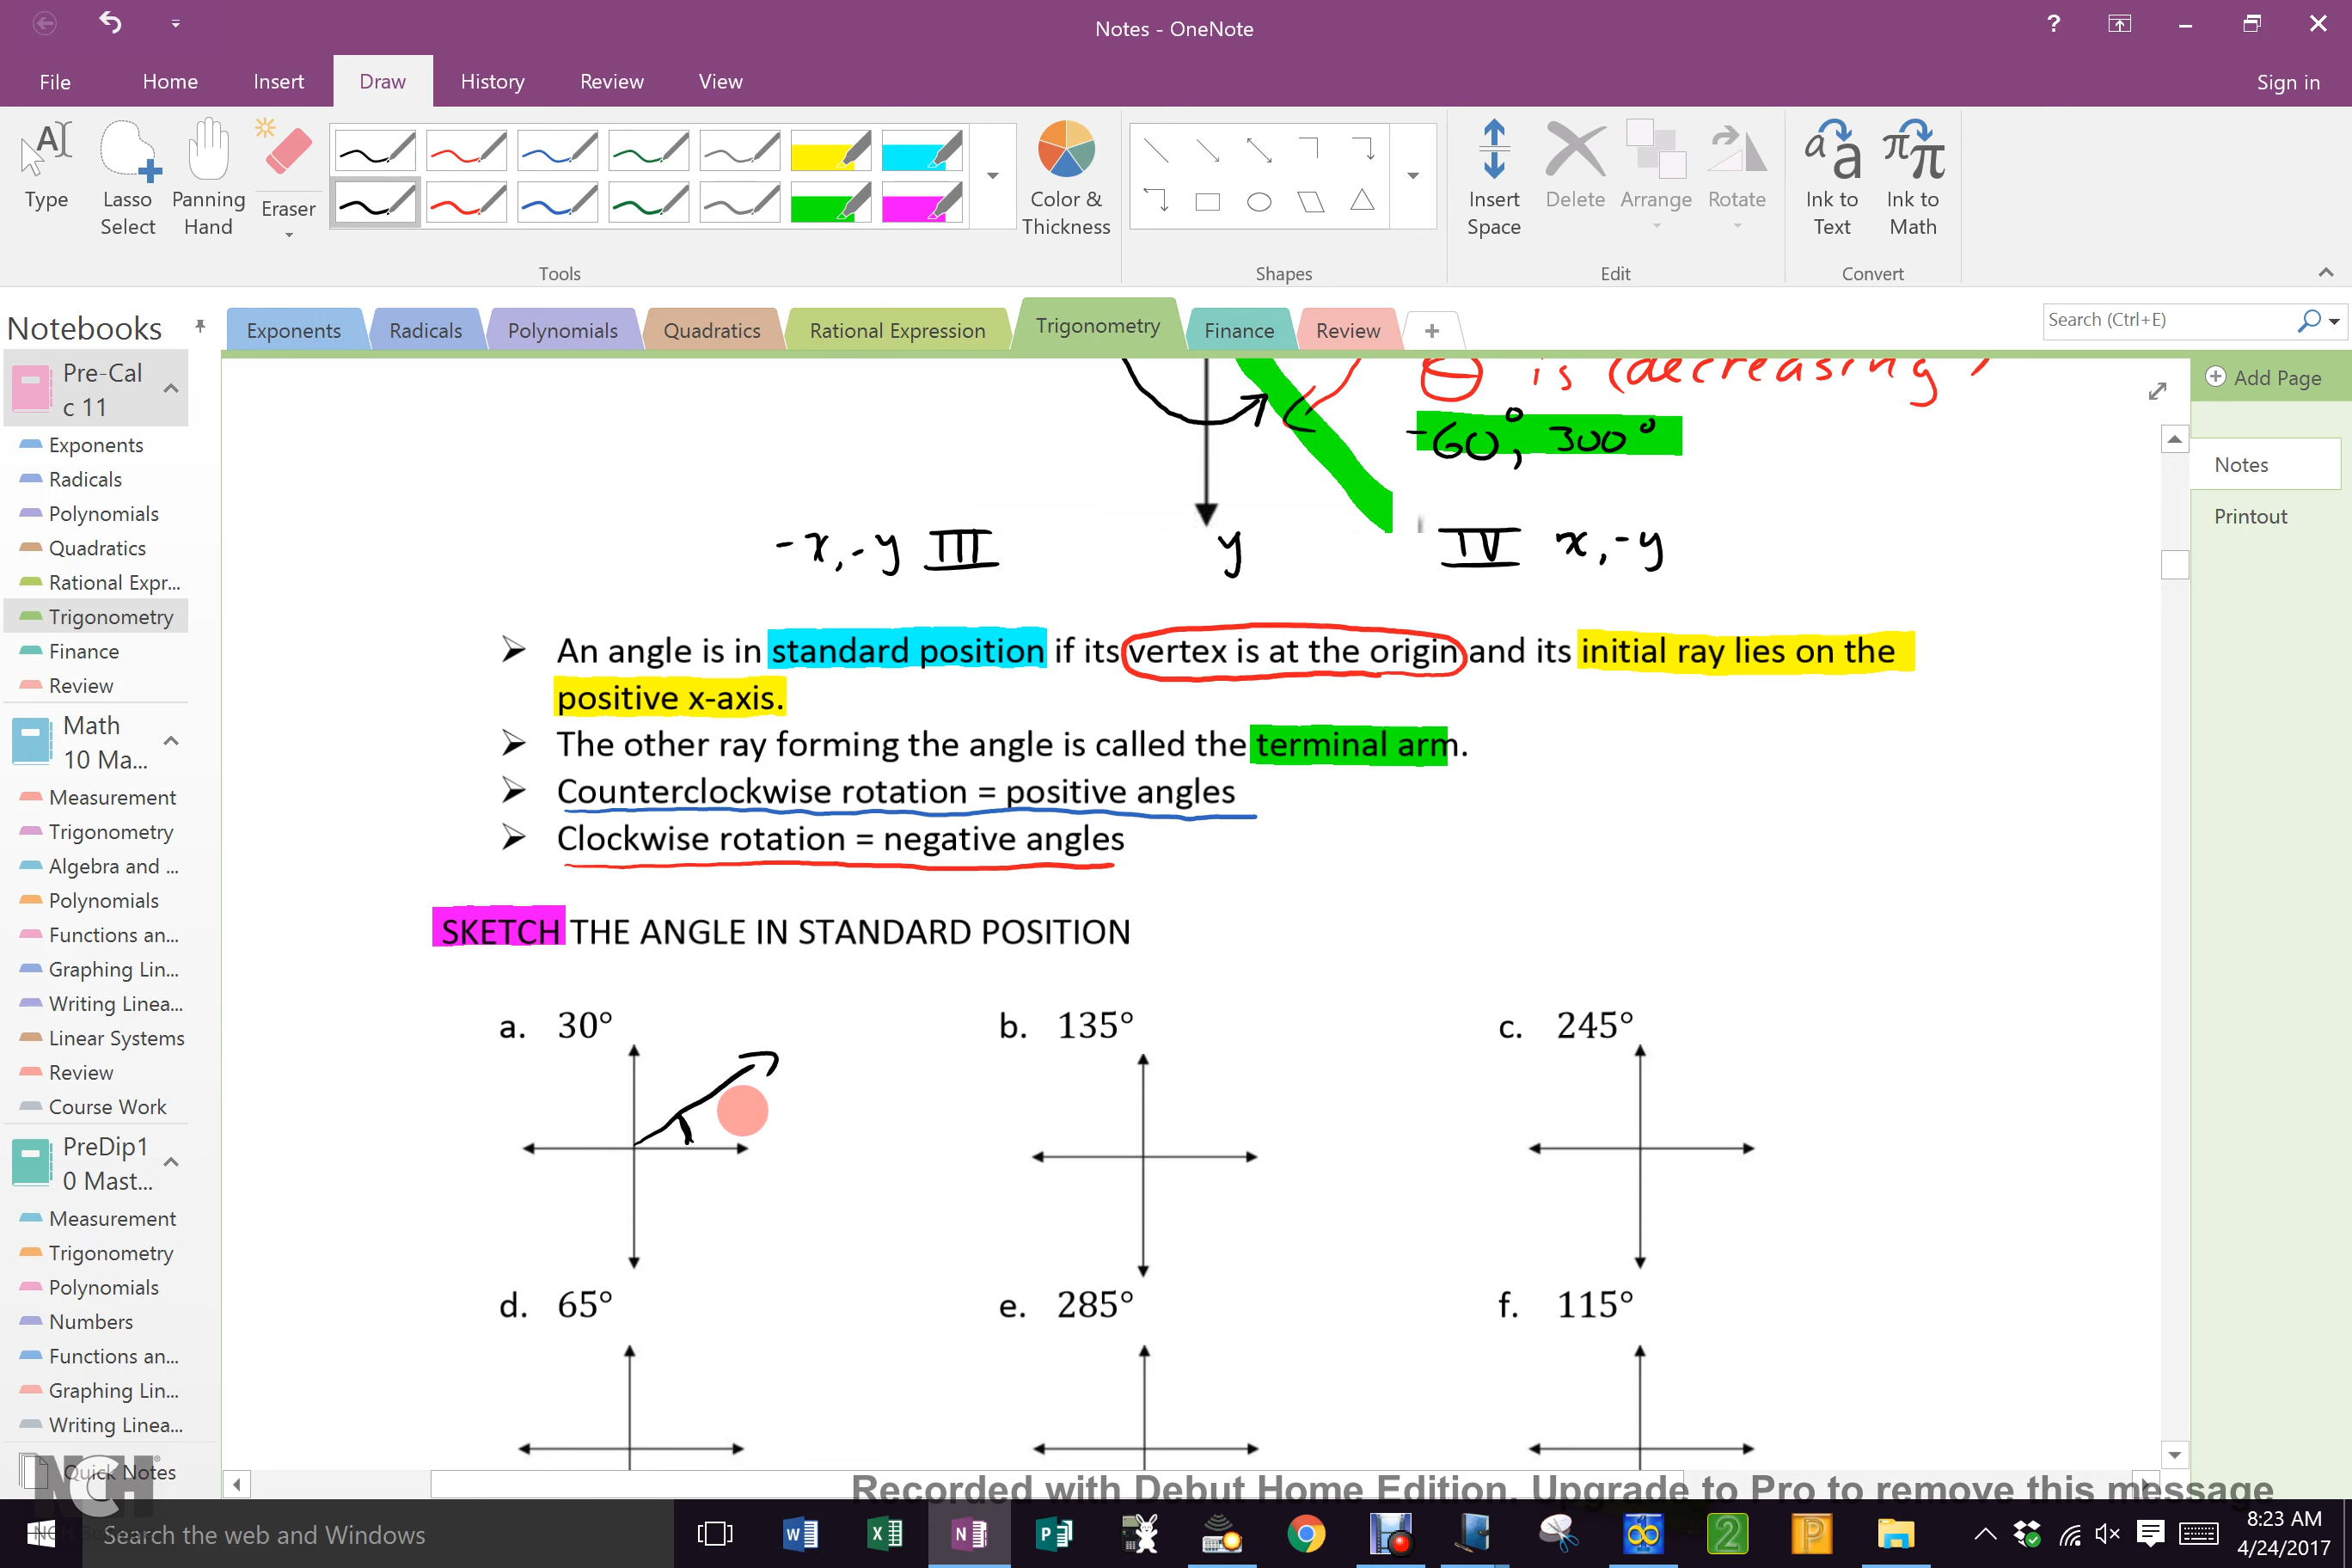 Notes - OneNote
?
File Home Insert Draw History Review View
Sign in
Type
Lasso Select
Panning Hand
Eraser
Color & Thickness
Insert Space
Delete
Arrange
Rotate
Ink to Text
Ink to Math
Tools
Shapes
Edit
Convert
Notebooks
Exponents Radicals Polynomials Quadratics Rational Expression Trigonometry Finance Review +
Search (Ctrl+E)
Pre-Cal
c 11
Exponents
Radicals
Polynomials
Quadratics
Rational Expr...
Trigonometry
Finance
Review
Math
10 Ma...
Measurement
Trigonometry
Algebra and ...
Polynomials
Functions an...
Graphing Lin...
Writing Linea...
Linear Systems
Review
Course Work
PreDip1
0 Mast...
Measurement
Trigonometry
Polynomials
Numbers
Functions an...
Graphing Lin...
Writing Linea...
Quick Notes
Add Page
Notes
Printout
θ is (decreasing)
-60°, 300°
-x, -y III
y
IV x, -y
➢ An angle is in standard position if its vertex is at the origin and its initial ray lies on the
positive x-axis.
➢ The other ray forming the angle is called the terminal arm.
➢ Counterclockwise rotation = positive angles
➢ Clockwise rotation = negative angles
SKETCH THE ANGLE IN STANDARD POSITION
a. 30°
b. 135°
c. 245°
d. 65°
e. 285°
f. 115°
Recorded with Debut Home Edition. Upgrade to Pro to remove this message
NCH
Search the web and Windows
8:23 AM
4/24/2017